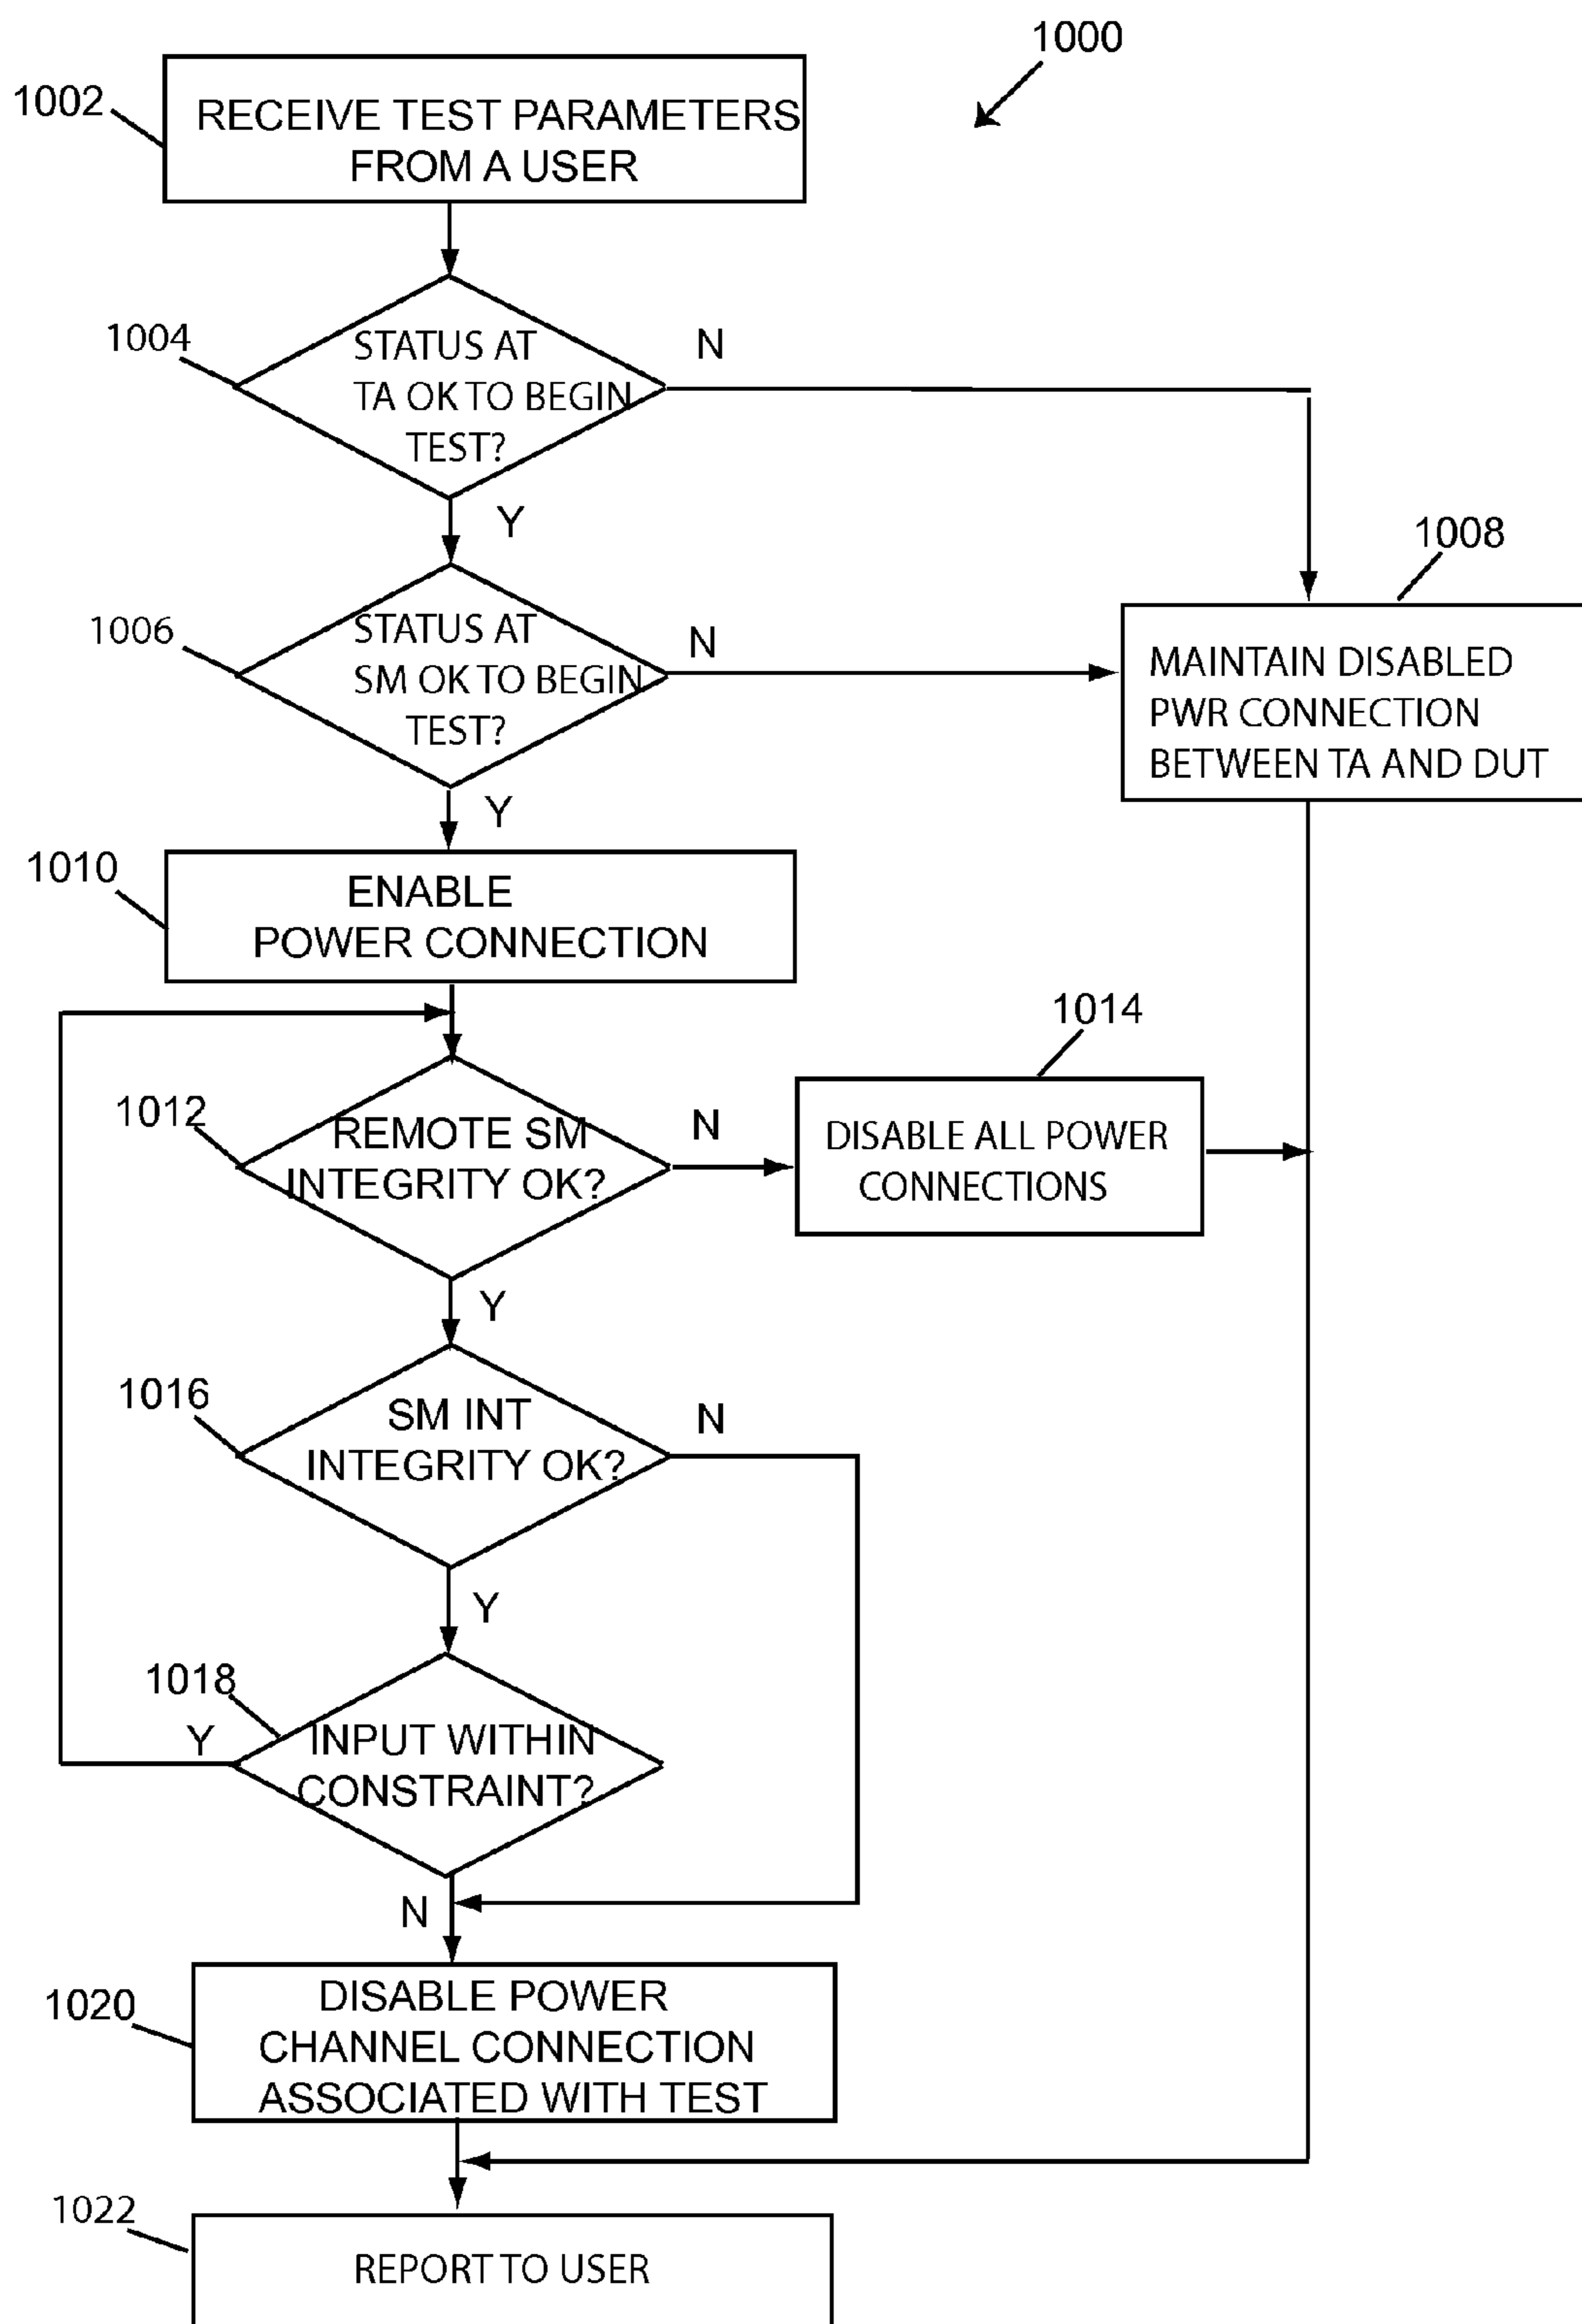 1000
1002
RECEIVE TEST PARAMETERS
FROM A USER
1004
STATUS AT
TA OK TO BEGIN
TEST?
N
Y
1006
STATUS AT
SM OK TO BEGIN
TEST?
N
1008
MAINTAIN DISABLED
PWR CONNECTION
BETWEEN TA AND DUT
Y
1010
ENABLE
POWER CONNECTION
1012
REMOTE SM
INTEGRITY OK?
N
1014
DISABLE ALL POWER
CONNECTIONS
Y
1016
SM INT
INTEGRITY OK?
N
Y
1018
INPUT WITHIN
CONSTRAINT?
Y
N
1020
DISABLE POWER
CHANNEL CONNECTION
ASSOCIATED WITH TEST
1022
REPORT TO USER